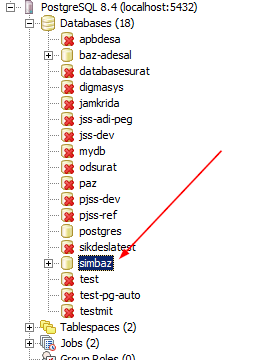 PostgreSQL 8.4 (localhost:5432)
Databases (18)
apbdesa
baz-adesal
databasesurat
digmasys
jamkrida
jss-adi-peg
jss-dev
mydb
odsurat
paz
pjss-dev
pjss-ref
postgres
sikdeslatest
simbaz
test
test-pg-auto
testmit
Tablespaces (2)
Jobs (2)
Group Roles (2)